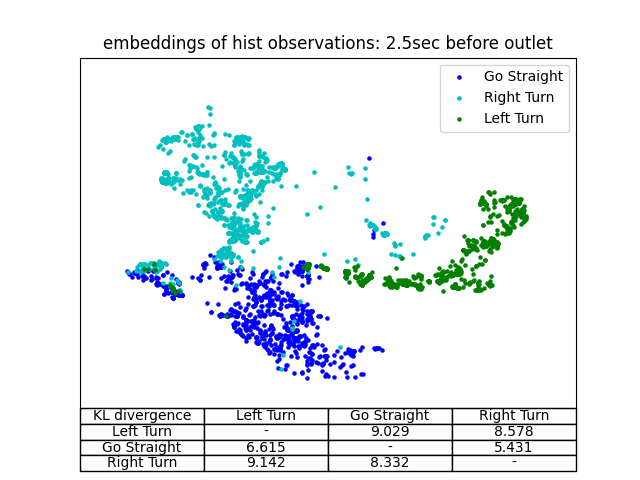 embeddings of hist observations: 2.5sec before outlet
Go Straight
Right Turn
Left Turn
KL divergence Left Turn Go Straight Right Turn
Left Turn - 9.029 8.578
Go Straight 6.615 - 5.431
Right Turn 9.142 8.332 -